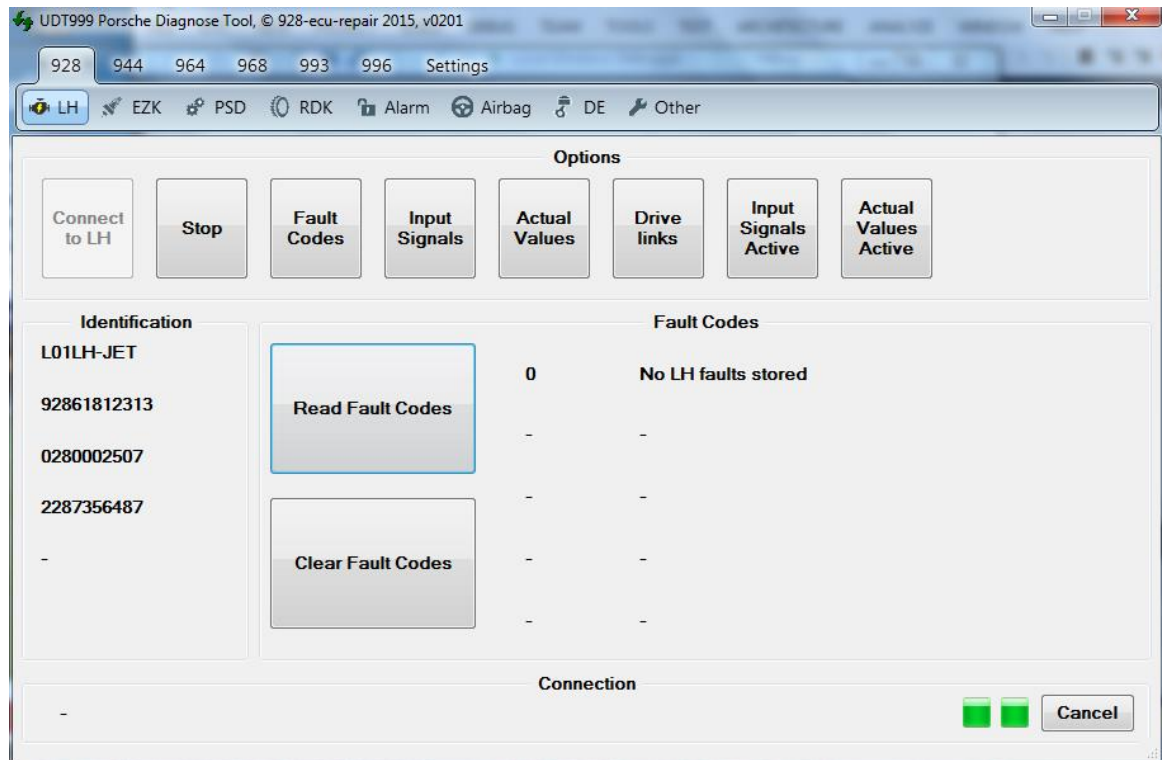 UDT999 Porsche Diagnose Tool, © 928-ecu-repair 2015, v0201
928 944 964 968 993 996 Settings
LH EZK PSD RDK Alarm Airbag DE Other
Options
Connect
to LH
Stop
Fault
Codes
Input
Signals
Actual
Values
Drive
links
Input
Signals
Active
Actual
Values
Active
Identification
L01LH-JET
92861812313
0280002507
2287356487
-
Fault Codes
Read Fault Codes
Clear Fault Codes
0 No LH faults stored
- -
- -
- -
- -
Connection
-
Cancel